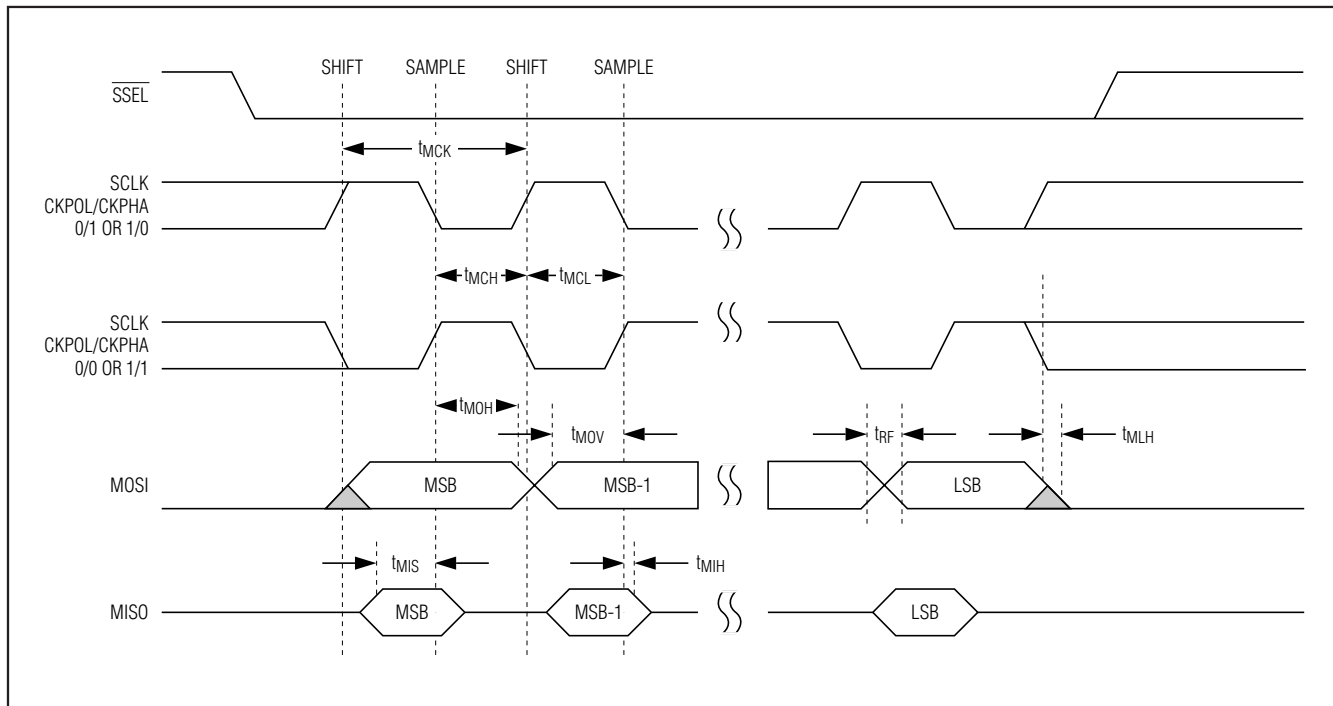 SHIFT SAMPLE SHIFT SAMPLE
SSEL
tMCK
SCLK
CKPOL/CKPHA
0/1 OR 1/0
tMCH tMCL
SCLK
CKPOL/CKPHA
0/0 OR 1/1
tMOH
tMOV tRF tMLH
MOSI MSB MSB-1 LSB
tMIS tMIH
MISO MSB MSB-1 LSB